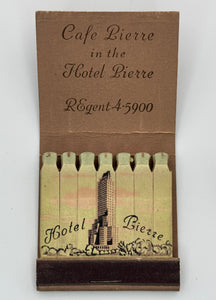 Cafe Pierre
in the
Hotel Pierre
REgent 4-5900
Hotel Pierre